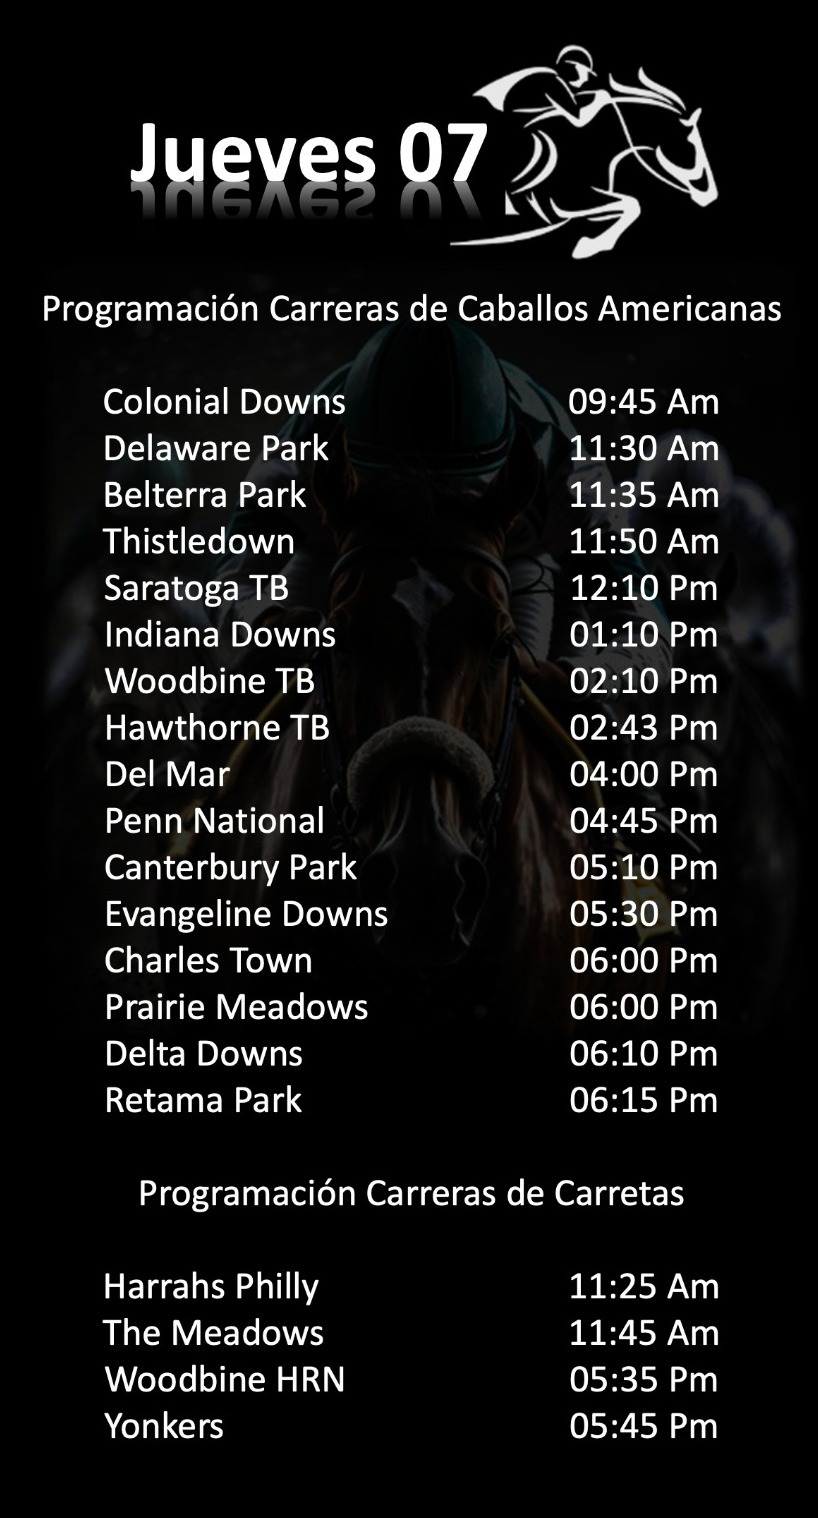 Jueves 07
Programación Carreras de Caballos Americanas
Colonial Downs 09:45 Am
Delaware Park 11:30 Am
Belterra Park 11:35 Am
Thistledown 11:50 Am
Saratoga TB 12:10 Pm
Indiana Downs 01:10 Pm
Woodbine TB 02:10 Pm
Hawthorne TB 02:43 Pm
Del Mar 04:00 Pm
Penn National 04:45 Pm
Canterbury Park 05:10 Pm
Evangeline Downs 05:30 Pm
Charles Town 06:00 Pm
Prairie Meadows 06:00 Pm
Delta Downs 06:10 Pm
Retama Park 06:15 Pm
Programación Carreras de Carretas
Harrahs Philly 11:25 Am
The Meadows 11:45 Am
Woodbine HRN 05:35 Pm
Yonkers 05:45 Pm